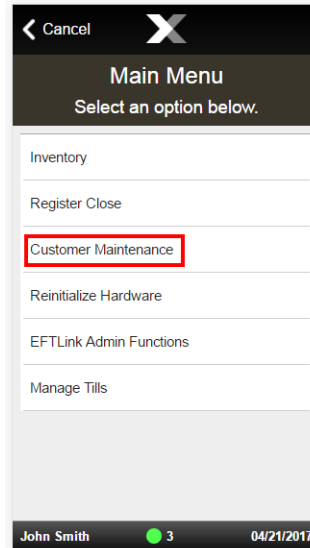 Cancel
Main Menu
Select an option below.
Inventory
Register Close
Customer Maintenance
Reinitialize Hardware
EFTLink Admin Functions
Manage Tills
John Smith 3 04/21/2017